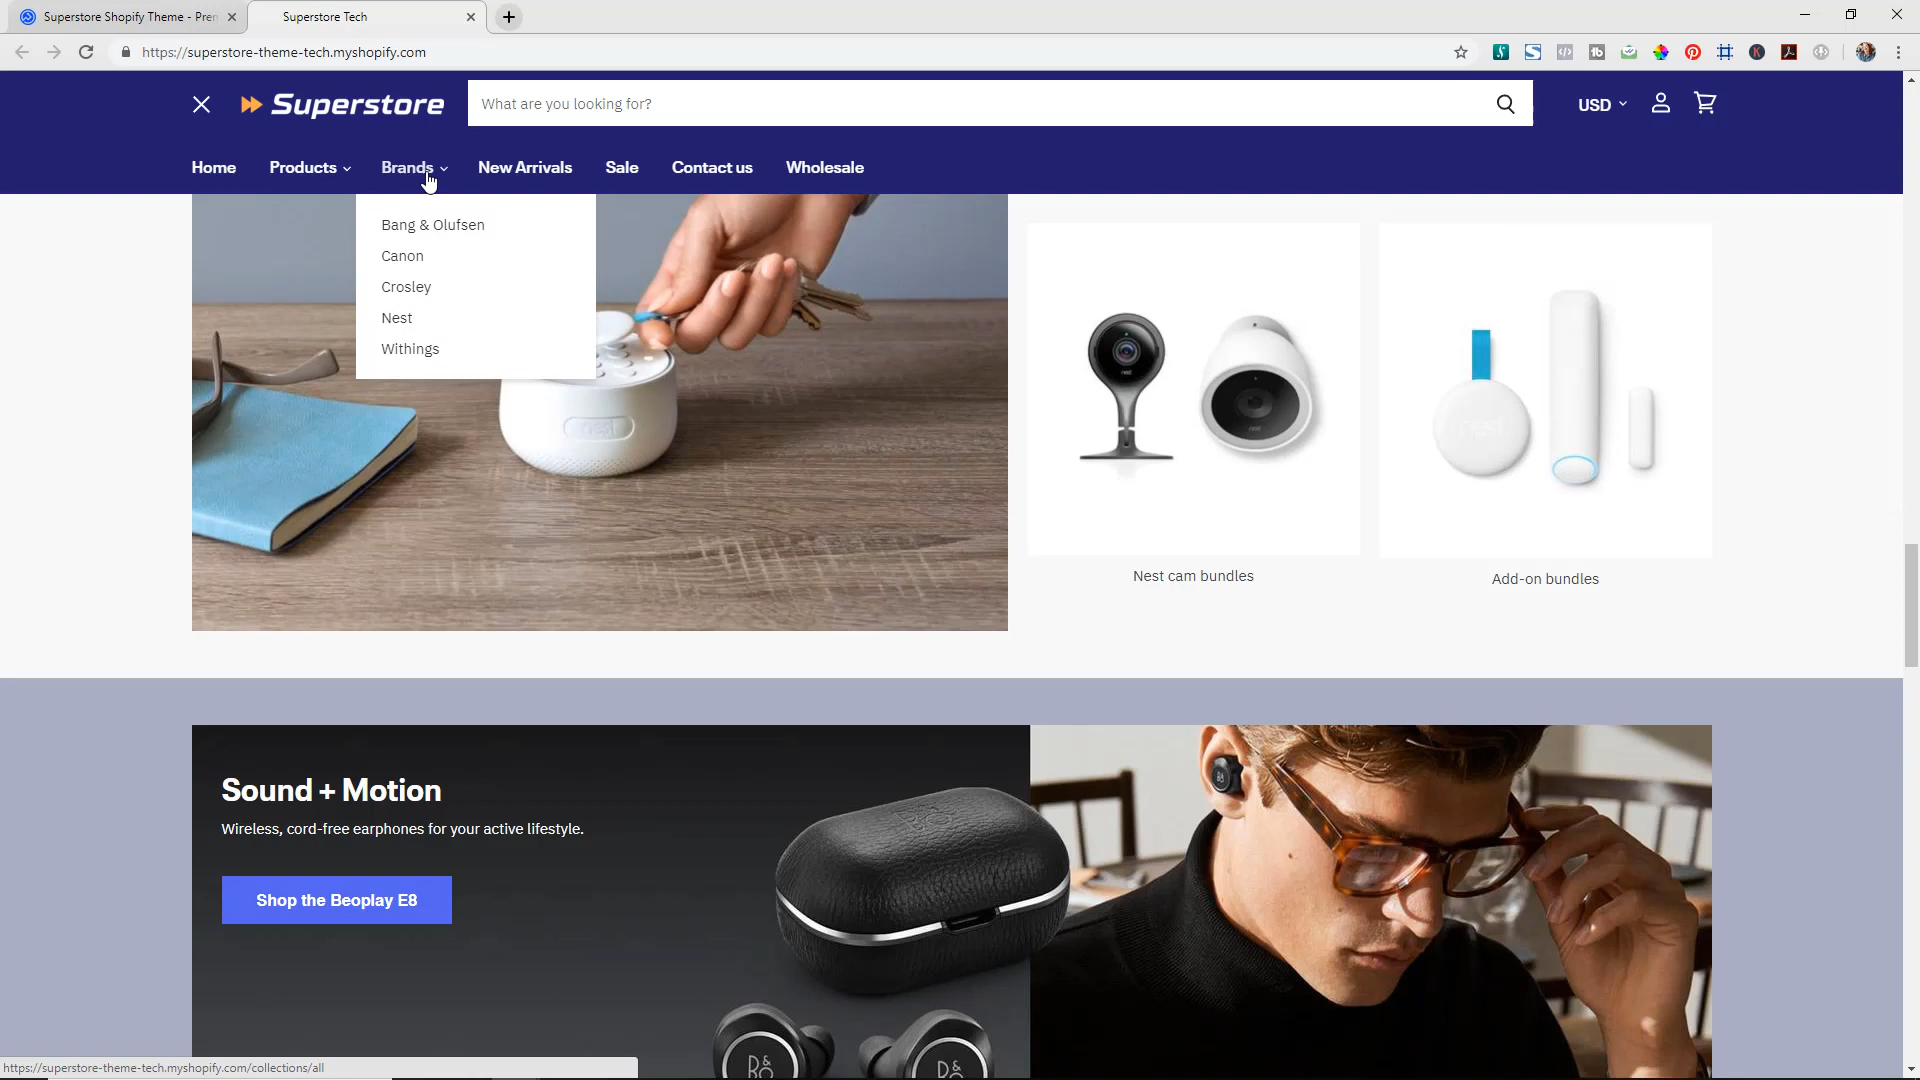 Superstore Shopify Theme - Pren
Superstore Tech
https://superstore-theme-tech.myshopify.com
Superstore
What are you looking for?
USD
Home
Products
Brands
New Arrivals
Sale
Contact us
Wholesale
Bang & Olufsen
Canon
Crosley
Nest
Withings
nest
Nest cam bundles
Add-on bundles
Sound + Motion
Wireless, cord-free earphones for your active lifestyle.
Shop the Beoplay E8
B&O
B&O
https://superstore-theme-tech.myshopify.com/collections/all